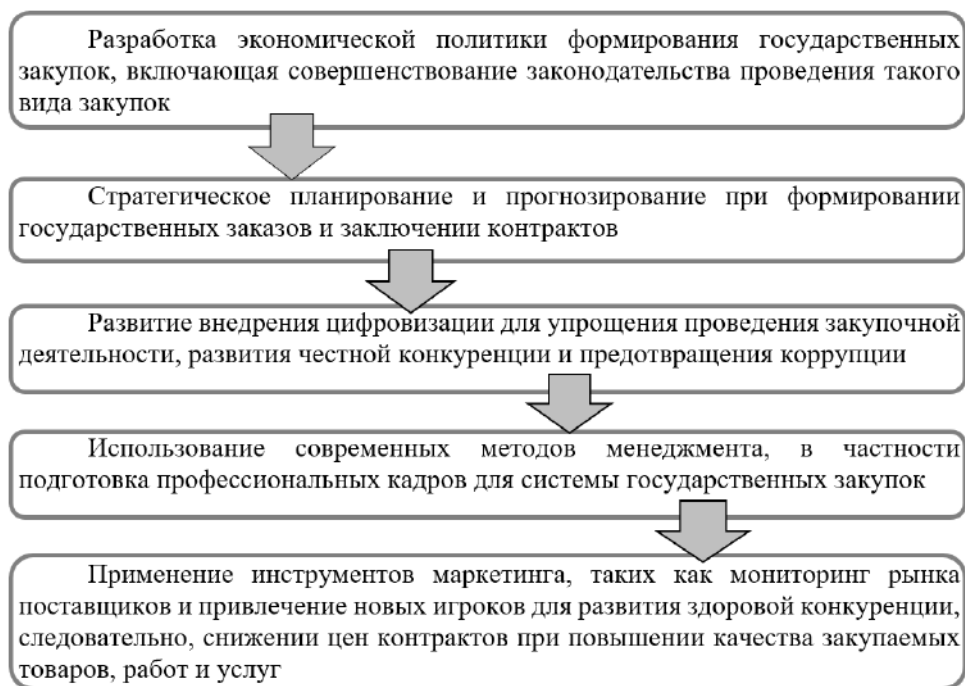 Разработка экономической политики формирования государственных
закупок, включающая совершенствование законодательства проведения такого
вида закупок
Стратегическое планирование и прогнозирование при формировании
государственных заказов и заключении контрактов
Развитие внедрения цифровизации для упрощения проведения закупочной
деятельности, развития честной конкуренции и предотвращения коррупции
Использование современных методов менеджмента, в частности
подготовка профессиональных кадров для системы государственных закупок
Применение инструментов маркетинга, таких как мониторинг рынка
поставщиков и привлечение новых игроков для развития здоровой конкуренции,
следовательно, снижении цен контрактов при повышении качества закупаемых
товаров, работ и услуг